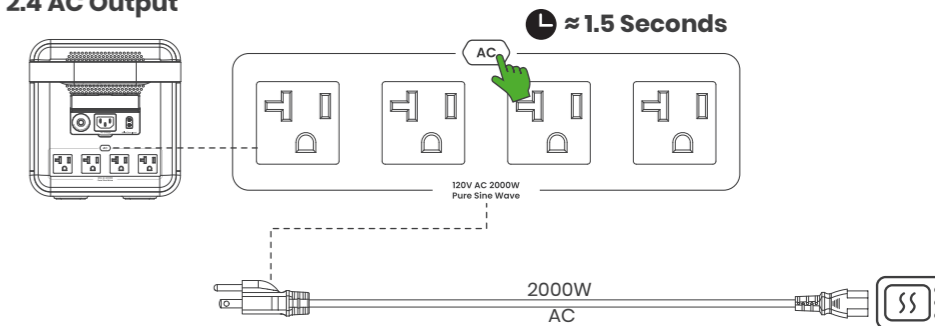 2.4 AC Output
≈ 1.5 Seconds
AC
120V AC 2000W
Pure Sine Wave
2000W
AC